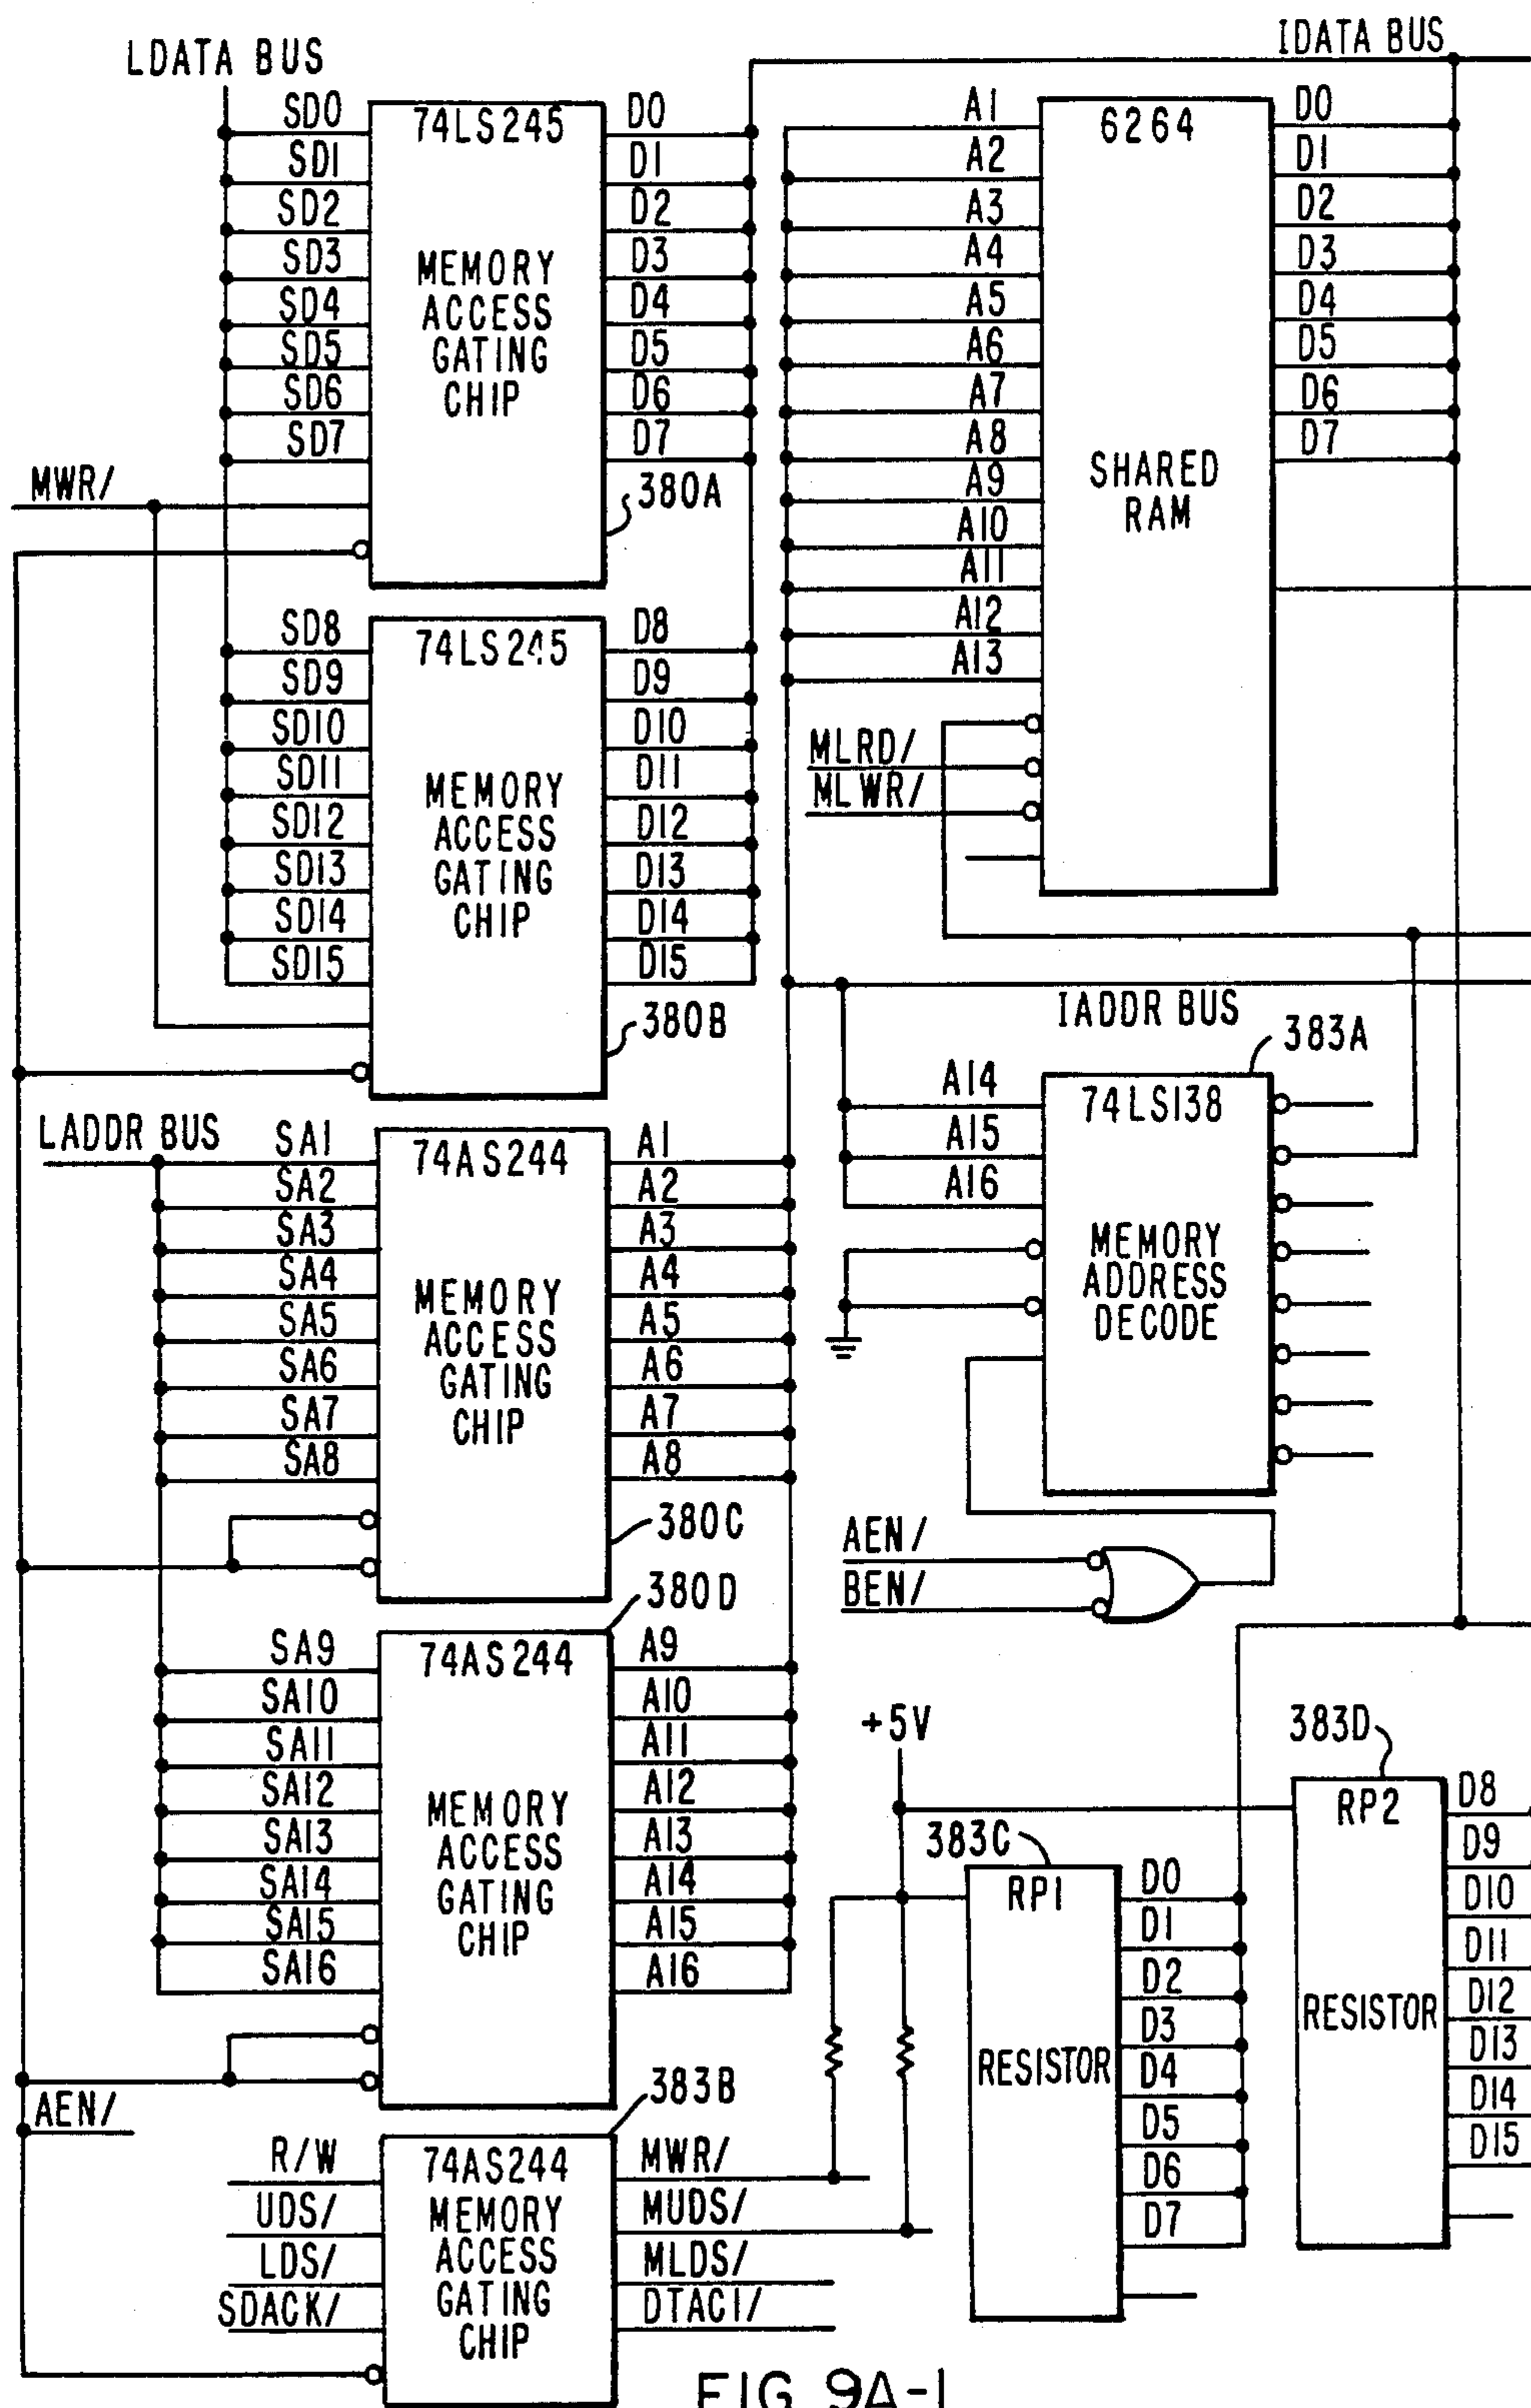 LDATA BUS
SD0
SD1
SD2
SD3
SD4
SD5
SD6
SD7
74LS245
MEMORY
ACCESS
GATING
CHIP
D0
D1
D2
D3
D4
D5
D6
D7
MWR/
380A
SD8
SD9
SD10
SD11
SD12
SD13
SD14
SD15
74LS245
MEMORY
ACCESS
GATING
CHIP
D8
D9
D10
D11
D12
D13
D14
D15
380B
LADDR BUS
SA1
SA2
SA3
SA4
SA5
SA6
SA7
SA8
74AS244
MEMORY
ACCESS
GATING
CHIP
A1
A2
A3
A4
A5
A6
A7
A8
380C
380D
SA9
SA10
SA11
SA12
SA13
SA14
SA15
SA16
74AS244
MEMORY
ACCESS
GATING
CHIP
A9
A10
A11
A12
A13
A14
A15
A16
AEN/
383B
R/W
UDS/
LDS/
SDACK/
74AS244
MEMORY
ACCESS
GATING
CHIP
MWR/
MUDS/
MLDS/
DTAC1/
IDATA BUS
A1
A2
A3
A4
A5
A6
A7
A8
A9
A10
A11
A12
A13
MLRD/
MLWR/
6264
SHARED
RAM
D0
D1
D2
D3
D4
D5
D6
D7
IADDR BUS
383A
A14
A15
A16
74LS138
MEMORY
ADDRESS
DECODE
AEN/
BEN/
+5V
383C
RP1
RESISTOR
D0
D1
D2
D3
D4
D5
D6
D7
383D
RP2
RESISTOR
D8
D9
D10
D11
D12
D13
D14
D15
FIG. 9A-1